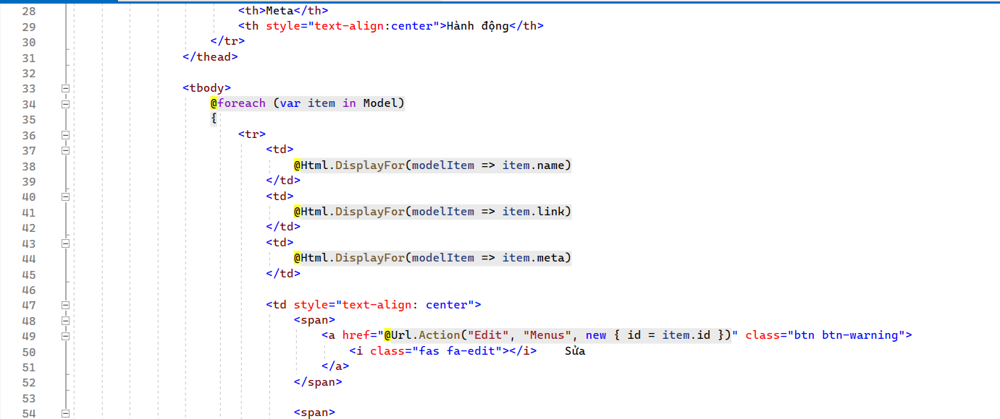 28 <th>Meta</th>
29 <th style="text-align:center">Hành động</th>
30 </tr>
31 </thead>
32
33 <tbody>
34 @foreach (var item in Model)
35 {
36 <tr>
37 <td>
38 @Html.DisplayFor(modelItem => item.name)
39 </td>
40 <td>
41 @Html.DisplayFor(modelItem => item.link)
42 </td>
43 <td>
44 @Html.DisplayFor(modelItem => item.meta)
45 </td>
46
47 <td style="text-align: center">
48 <span>
49 <a href="@Url.Action("Edit", "Menus", new { id = item.id })" class="btn btn-warning">
50 <i class="fas fa-edit"></i> Sửa
51 </a>
52 </span>
53
54 <span>